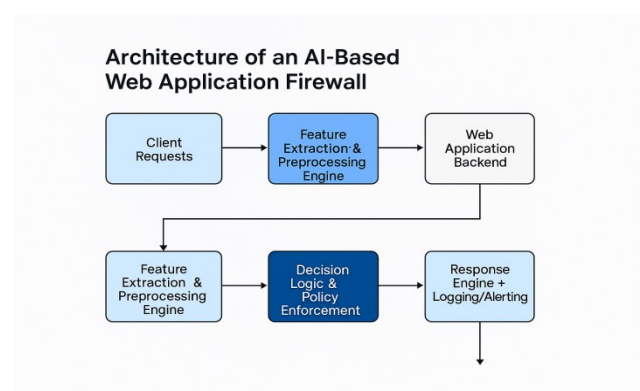 Architecture of an AI-Based
Web Application Firewall
Client
Requests
Feature
Extraction·&
Preprocessing
Engine
Web
Application
Backend
Feature
Extraction &
Preprocessing
Engine
Decision
Logic &
Policy
Enforcement
Response
Engine +
Logging/Alerting